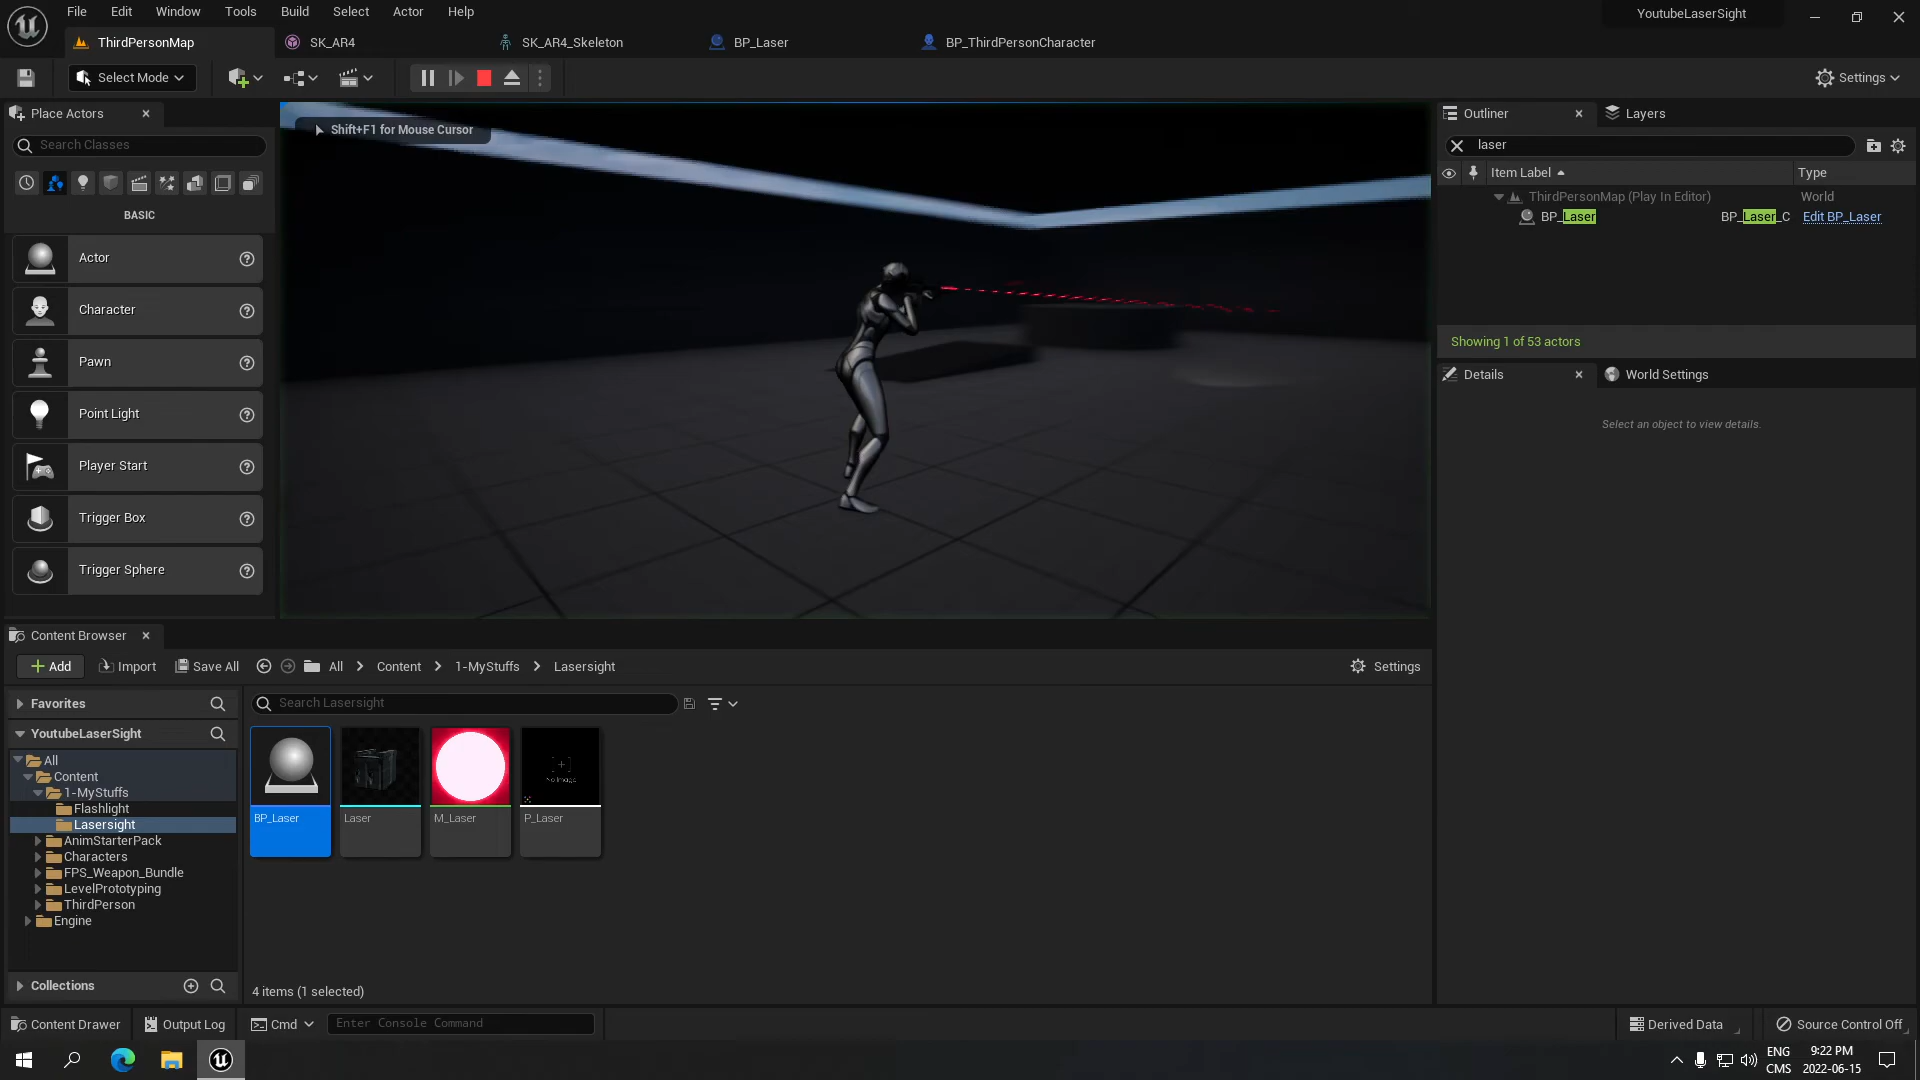 File Edit Window Tools Build Select Actor Help
YoutubeLaserSight
ThirdPersonMap SK_AR4 SK_AR4_Skeleton BP_Laser BP_ThirdPersonCharacter
Select Mode Settings
Place Actors
Search Classes
BASIC
Actor
Character
Pawn
Point Light
Player Start
Trigger Box
Trigger Sphere
Shift+F1 for Mouse Cursor
Outliner Layers
laser
Item Label Type
ThirdPersonMap (Play In Editor) World
BP_Laser BP_Laser_C Edit BP_Laser
Showing 1 of 53 actors
Details World Settings
Select an object to view details.
Content Browser
Add Import Save All All Content 1-MyStuffs Lasersight Settings
Favorites
YoutubeLaserSight
All
Content
1-MyStuffs
Flashlight
Lasersight
AnimStarterPack
Characters
FPS_Weapon_Bundle
LevelPrototyping
ThirdPerson
Engine
Collections
Search Lasersight
No Image
BP_Laser Laser M_Laser P_Laser
4 items (1 selected)
Content Drawer Output Log Cmd Enter Console Command Derived Data Source Control Off
ENG
CMS
9:22 PM
2022-06-15